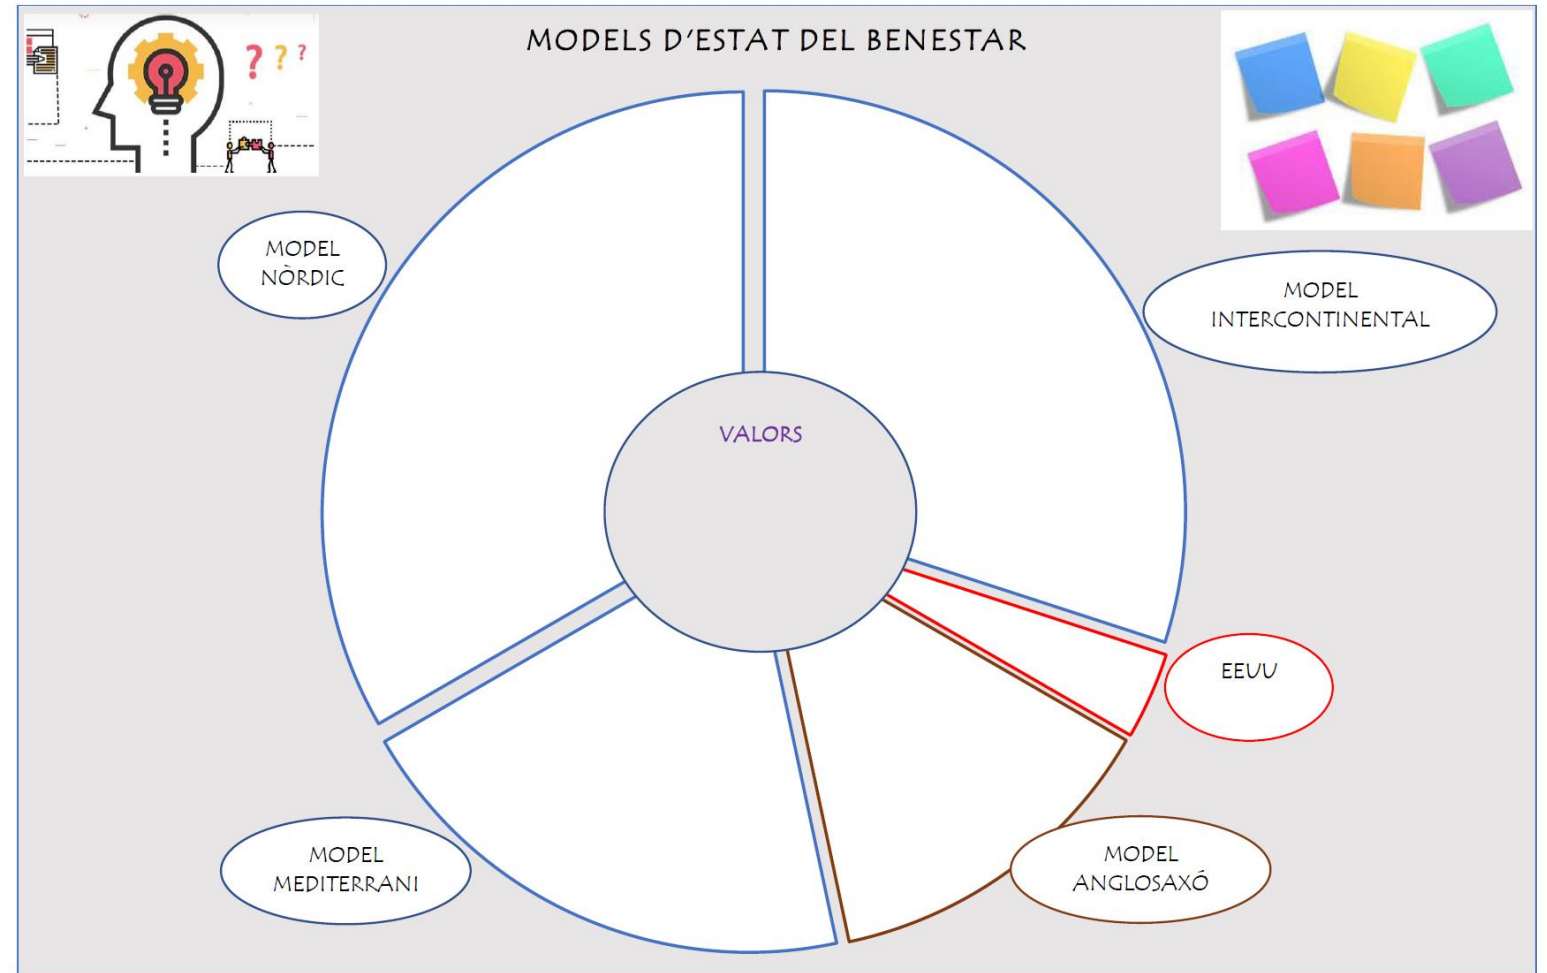 MODELS D'ESTAT DEL BENESTAR
? ? ?
MODEL
NÒRDIC
MODEL
INTERCONTINENTAL
VALORS
EEUU
MODEL
MEDITERRANI
MODEL
ANGLOSAXÓ